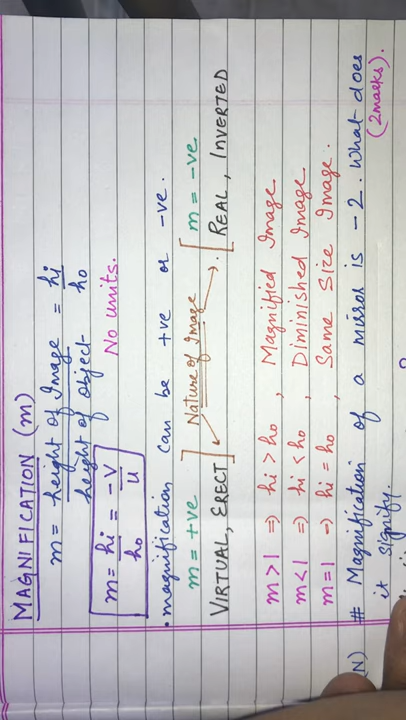 MAGNIFICATION (m)
m = height of Image = hi
height of object ho
m = hi = -v No units.
ho u
• magnification can be +ve or -ve.
m = +ve ] Nature of Image [ m = -ve
VIRTUAL, ERECT ] [ REAL, INVERTED
m > 1 ⇒ hi > ho , Magnified Image
m < 1 ⇒ hi < ho , Diminished Image
m = 1 ⇒ hi = ho , Same Size Image.
(N) # Magnification of a mirror is -2. What does
it signify. (2marks).